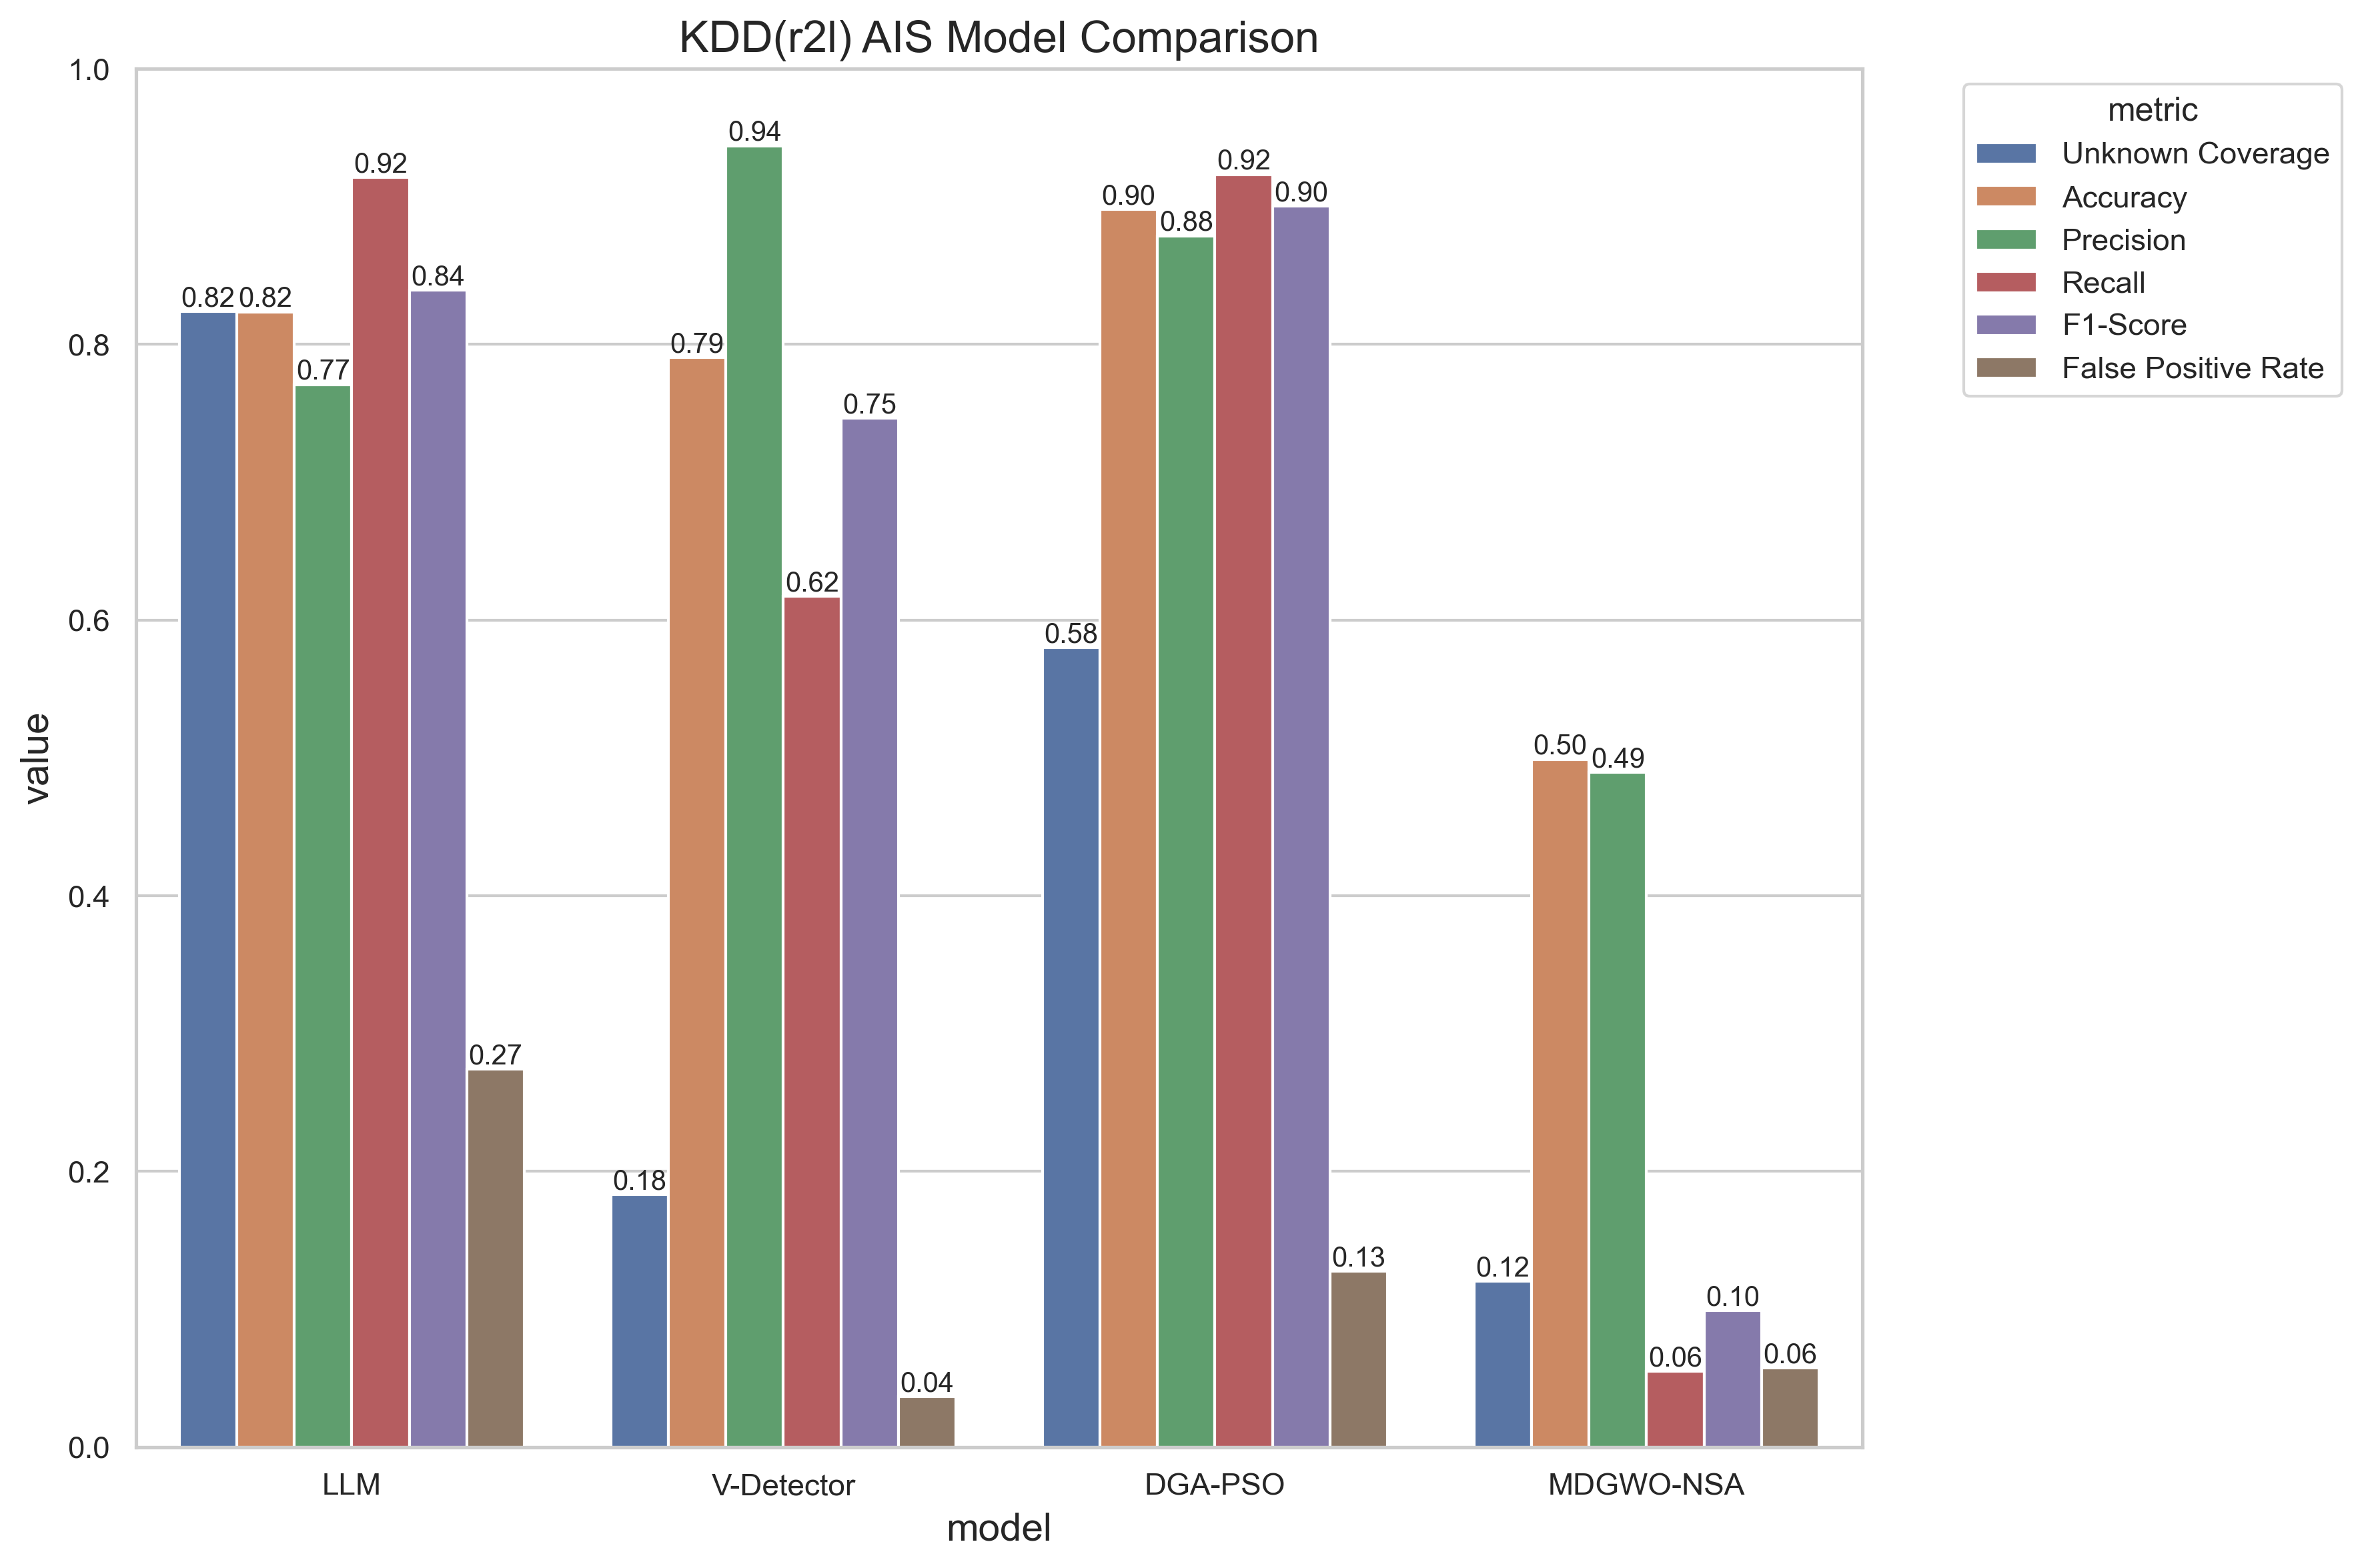 KDD(r2l) AIS Model Comparison
value
1.0
0.8
0.6
0.4
0.2
0.0
0.82 0.82 0.77 0.92 0.84 0.27
0.18 0.79 0.94 0.62 0.75 0.04
0.58 0.90 0.88 0.92 0.90 0.13
0.12 0.50 0.49 0.06 0.10 0.06
LLM V-Detector DGA-PSO MDGWO-NSA
model
metric
Unknown Coverage
Accuracy
Precision
Recall
F1-Score
False Positive Rate